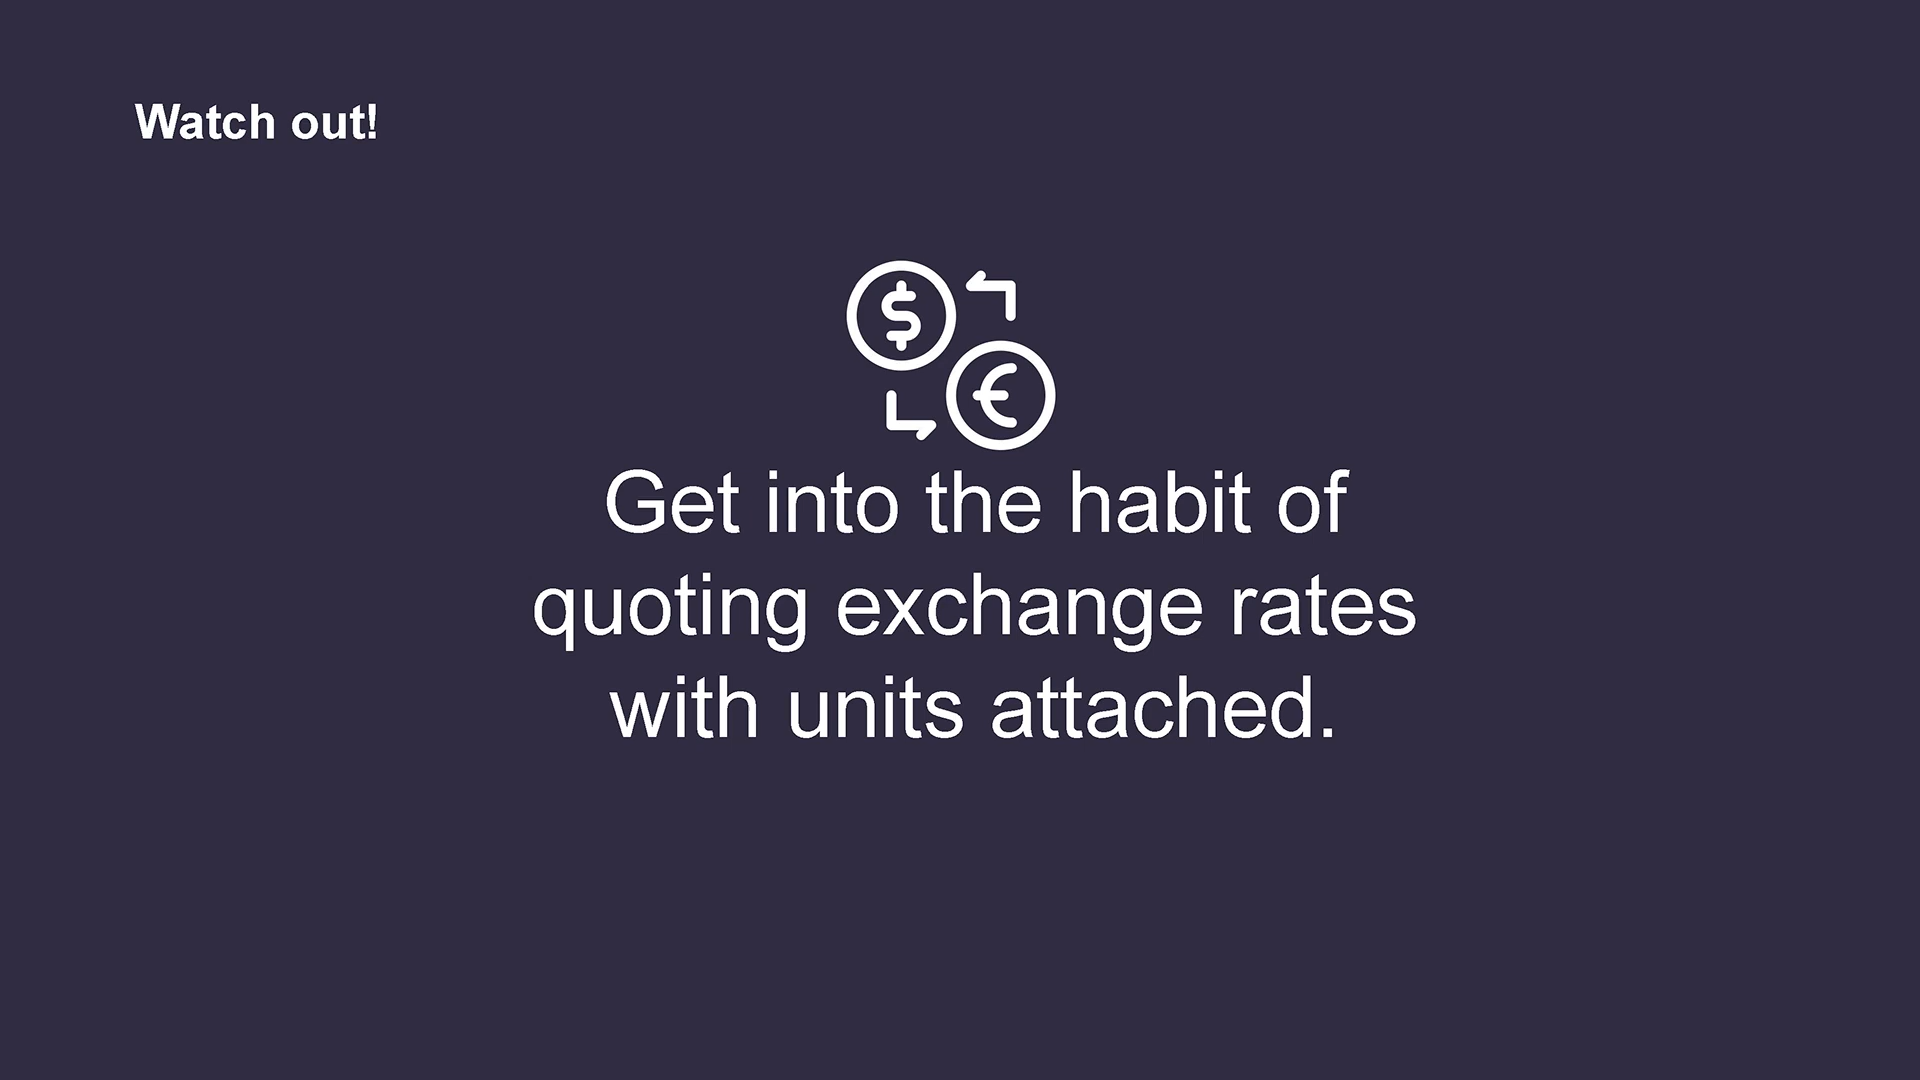 Watch out!
$
€
Get into the habit of
quoting exchange rates
with units attached.